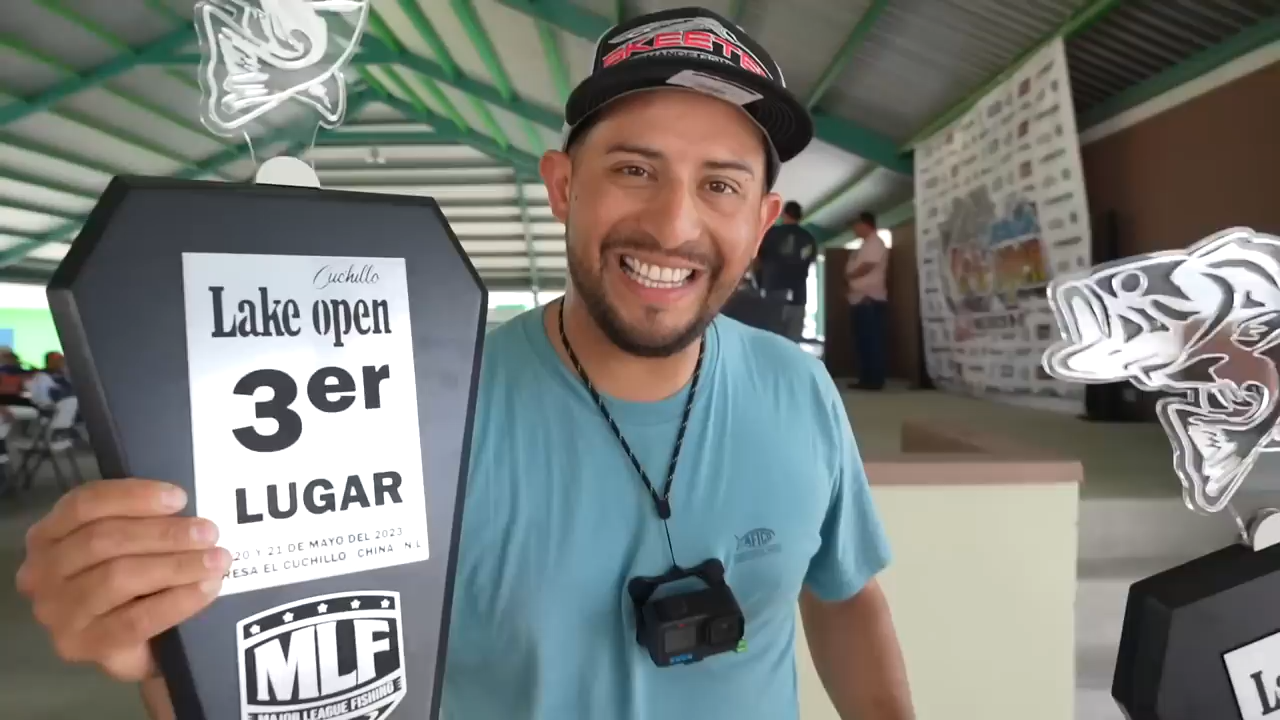 SKEETER
Cuchillo
Lake open
3er
LUGAR
20 Y 21 DE MAYO DEL 2023
RESA EL CUCHILLO CHINA N.L
MLF
MAJOR LEAGUE FISHING
AFTCO